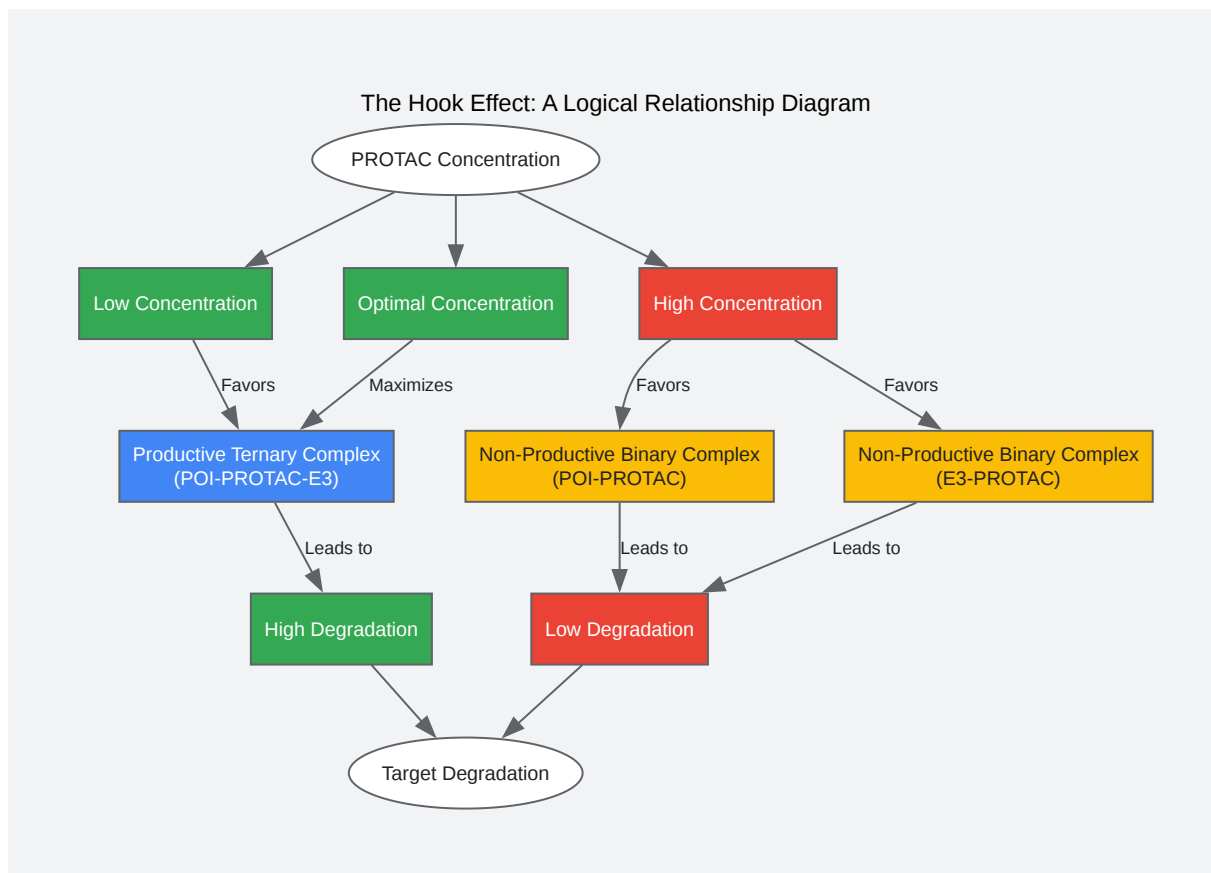 The Hook Effect: A Logical Relationship Diagram
PROTAC Concentration
Low Concentration
Optimal Concentration
High Concentration
Favors
Maximizes
Favors
Favors
Productive Ternary Complex
(POI-PROTAC-E3)
Non-Productive Binary Complex
(POI-PROTAC)
Non-Productive Binary Complex
(E3-PROTAC)
Leads to
Leads to
Leads to
High Degradation
Low Degradation
Target Degradation